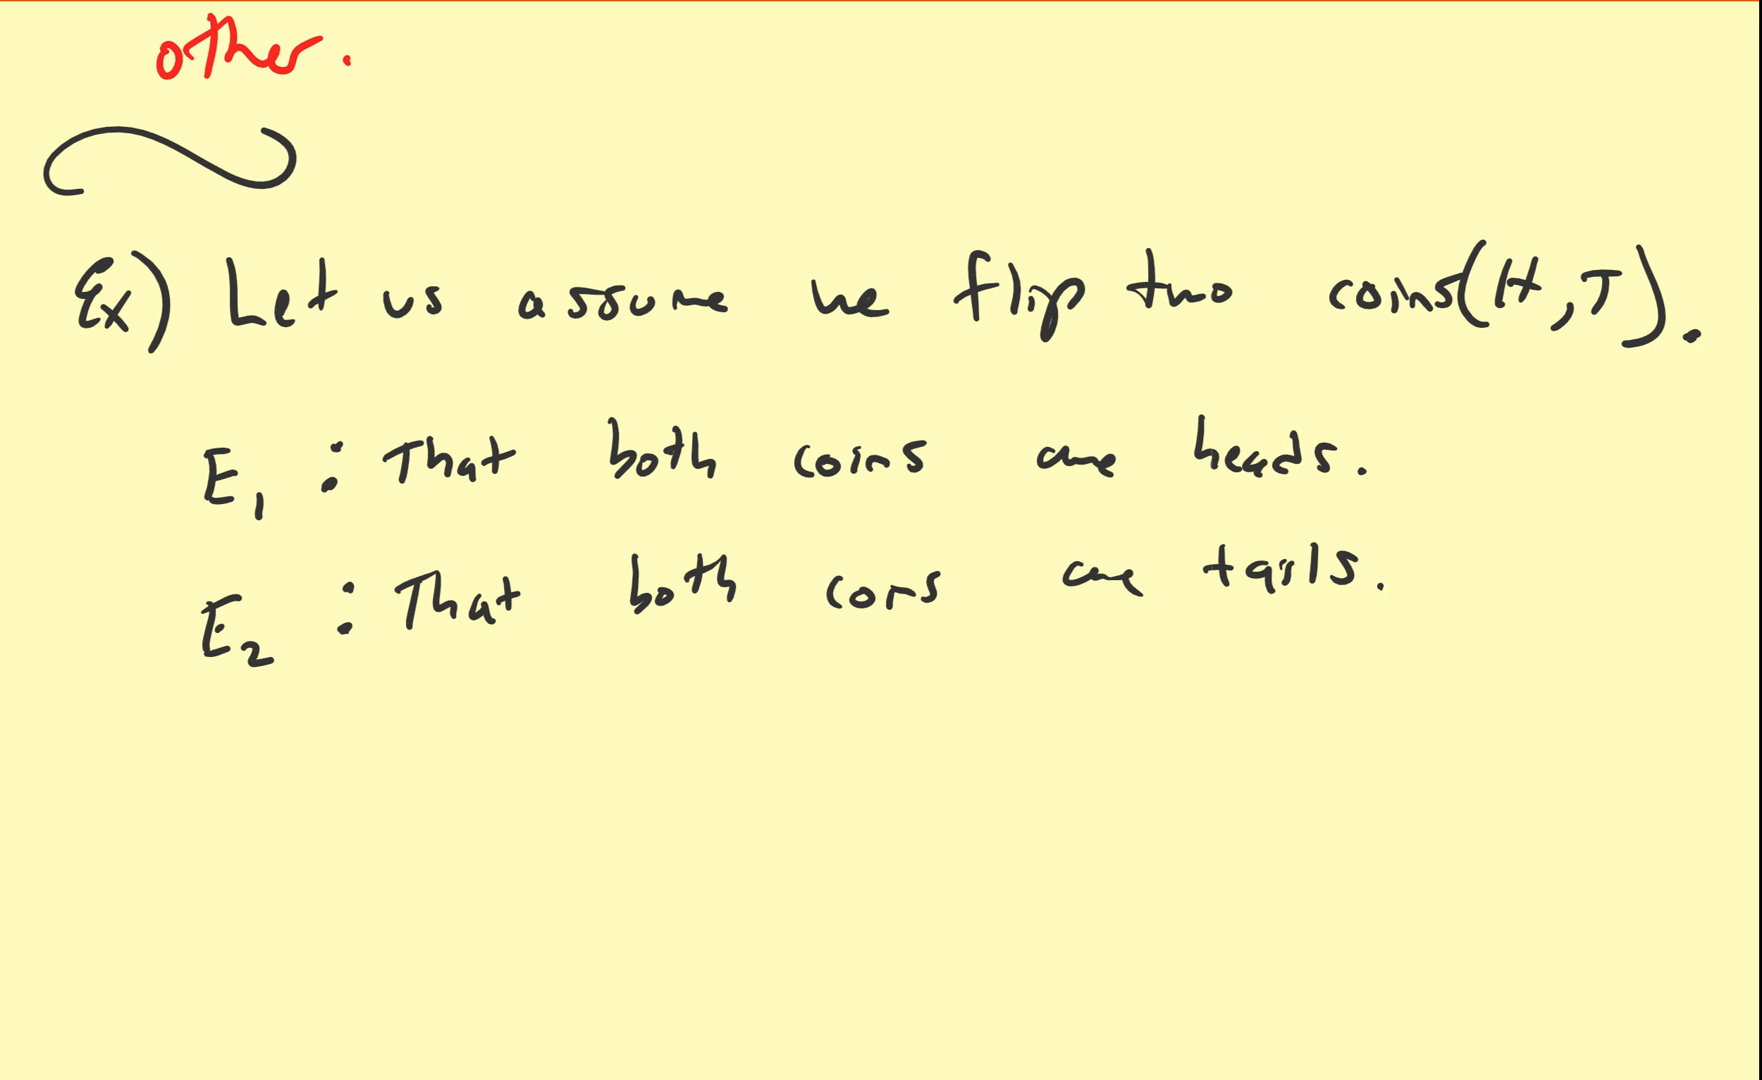 other.
Ex) Let us assume we flip two coins(H,T).
E₁ : That both coins are heads.
E₂ : That both cons are tails.